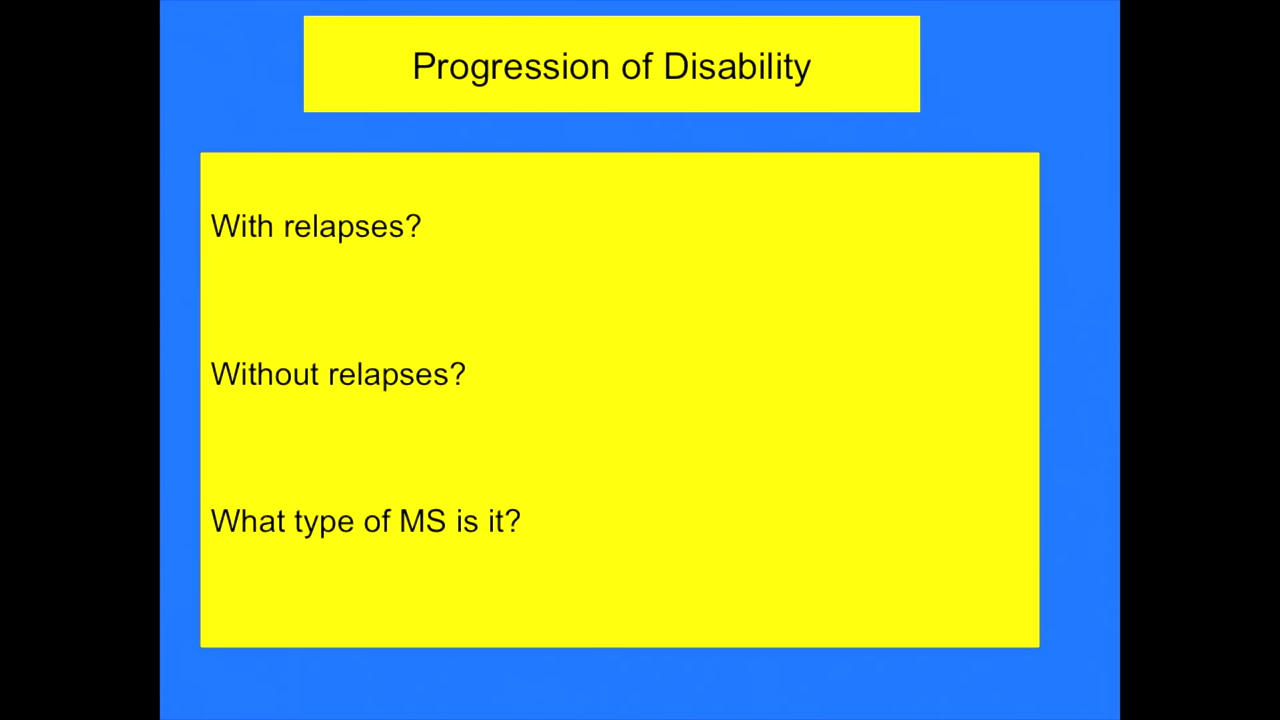 Progression of Disability
With relapses?
Without relapses?
What type of MS is it?